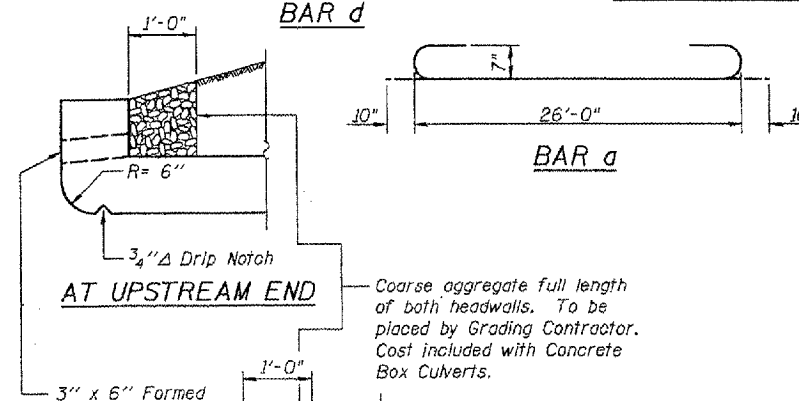 BAR d
1'-0"
7"
10"
26'-0"
BAR a
R= 6"
3/4"Δ Drip Notch
AT UPSTREAM END
Coarse aggregate full length
of both headwalls. To be
placed by Grading Contractor.
Cost included with Concrete
Box Culverts.
1'-0"
3" x 6" Formed